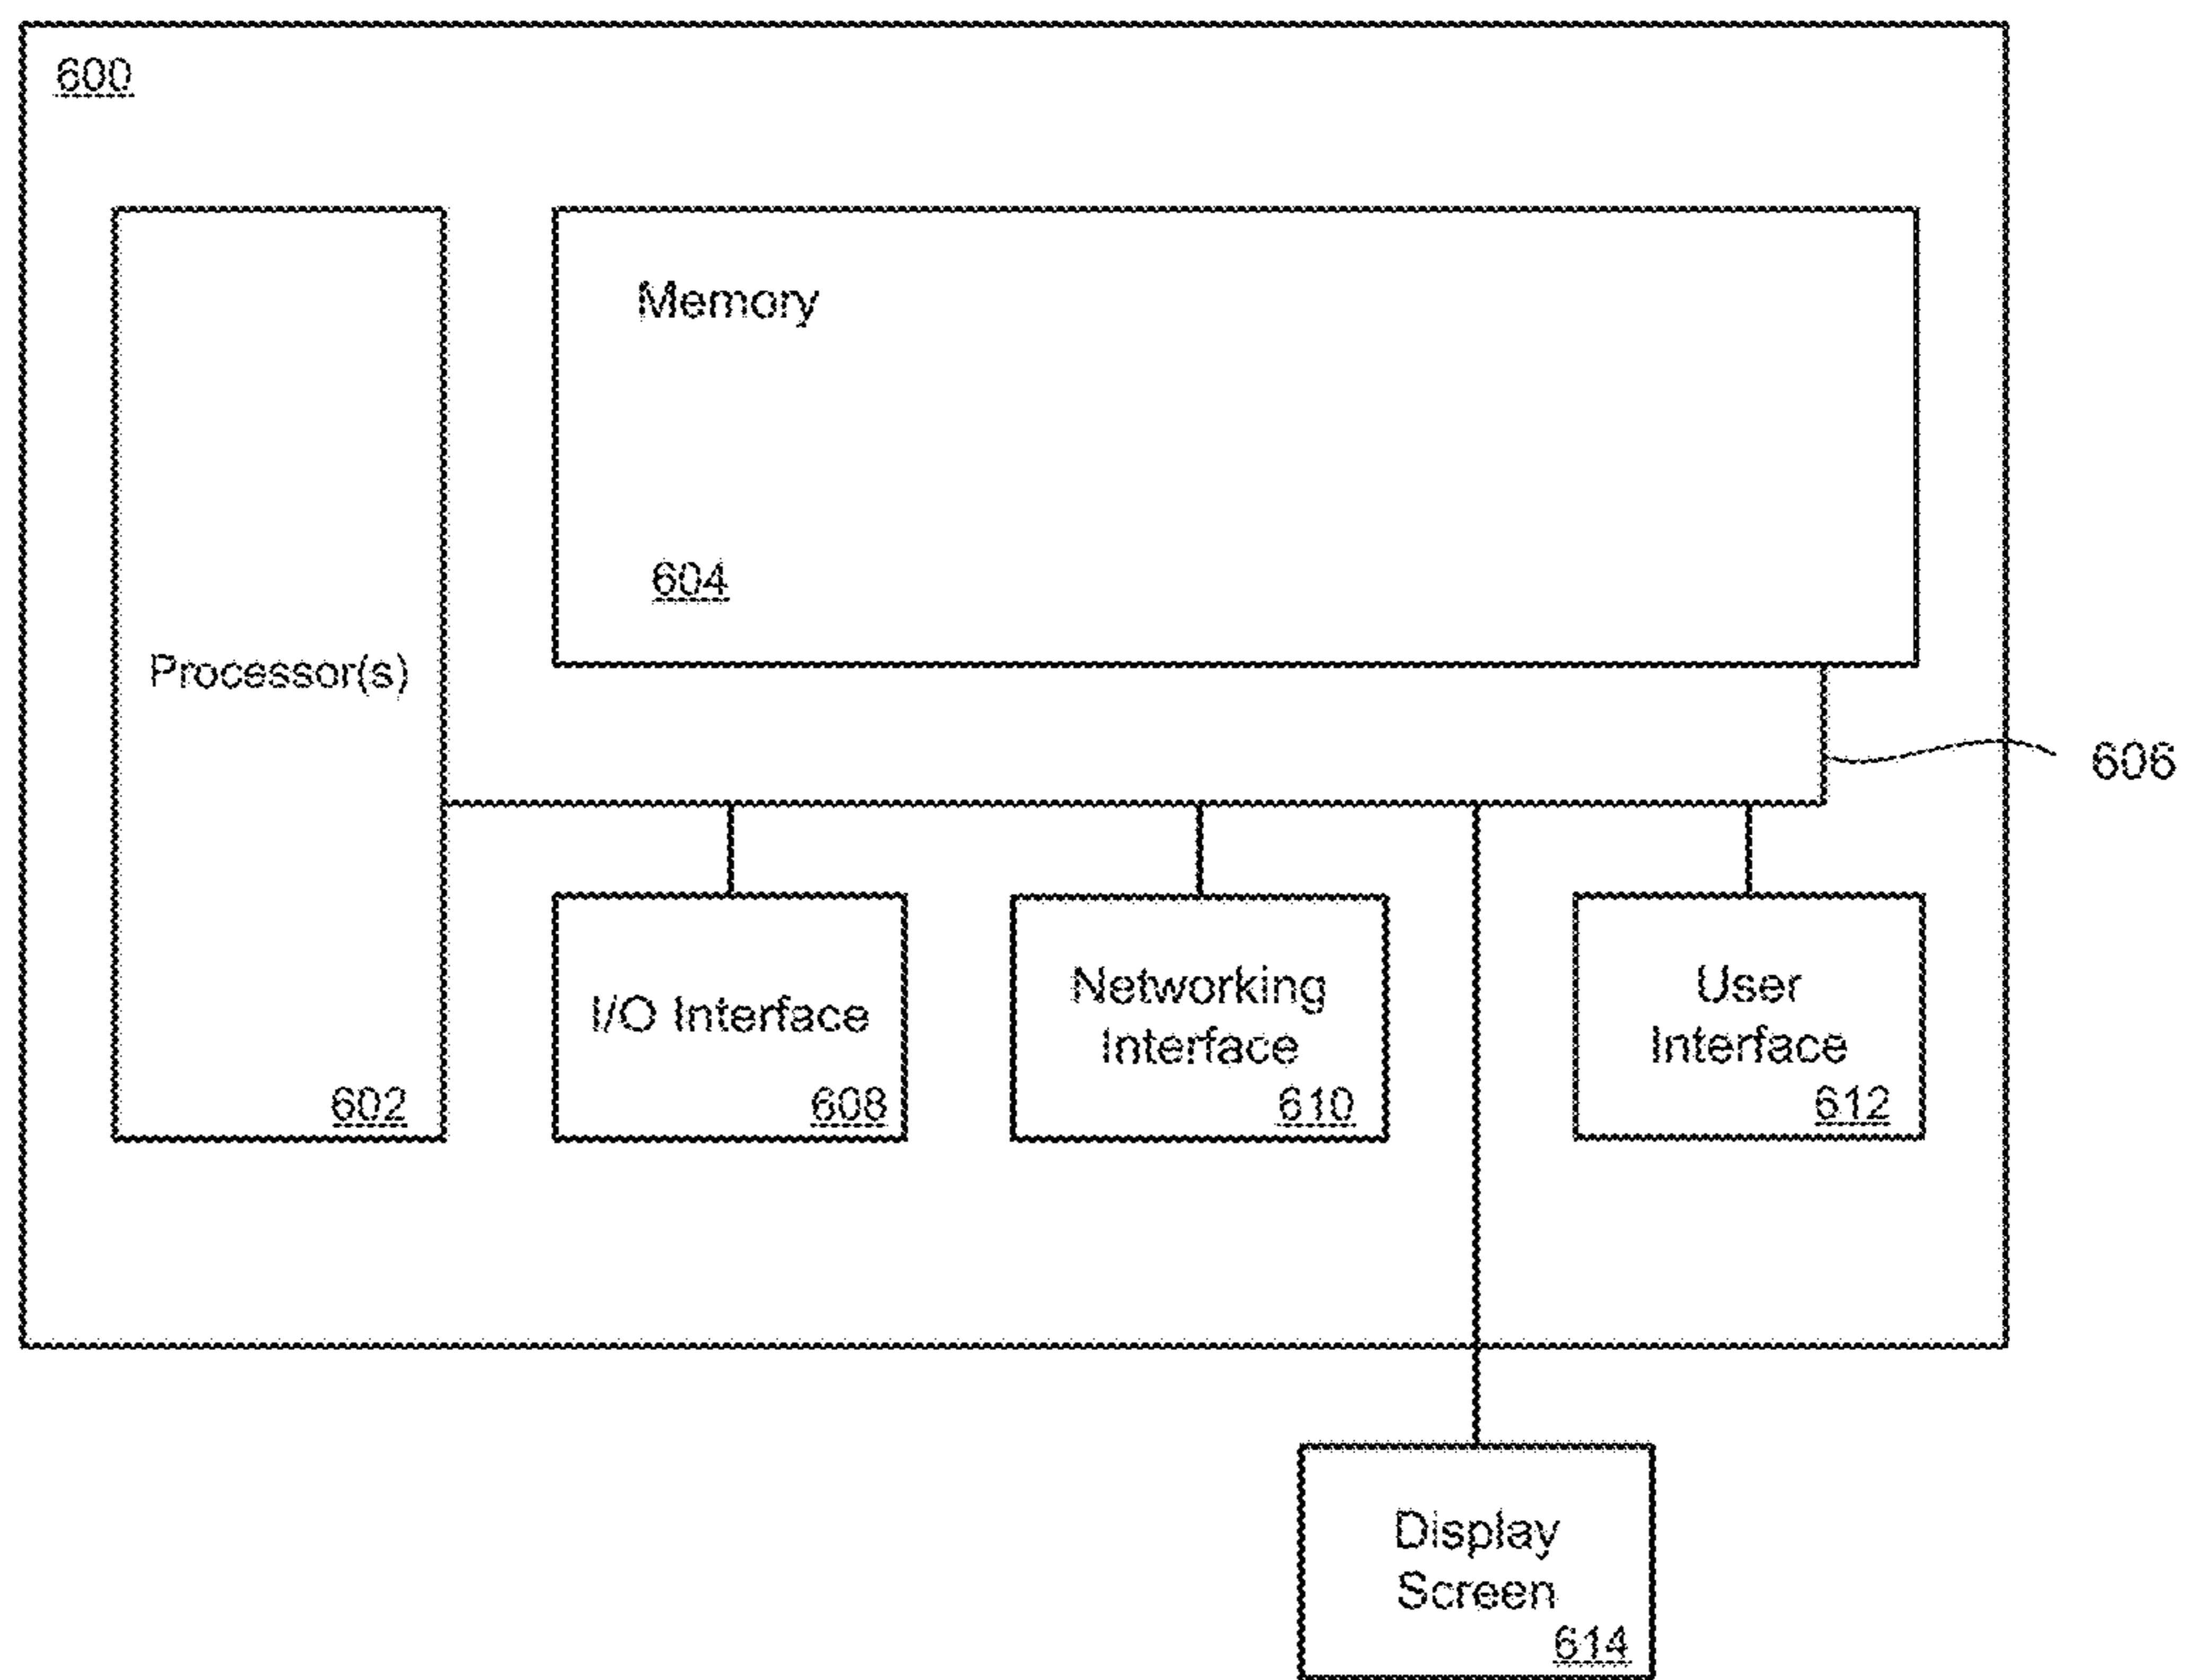 600
Memory
604
Processor(s)
602
606
I/O Interface
608
Networking
Interface
610
User
Interface
612
Display
Screen
614